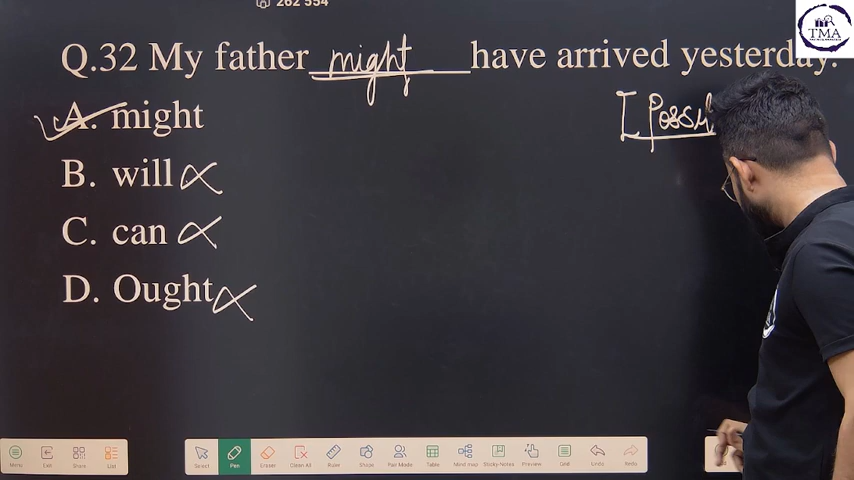 262 554
TMA
Q.32 My father might have arrived yesterday.
[Possi
A. might
B. will
C. can
D. Ought
Menu Exit Share List Select Pen Eraser Clean All Ruler Shape Pair Mode Table Mind map Sticky-Notes Preview Grid Undo Redo